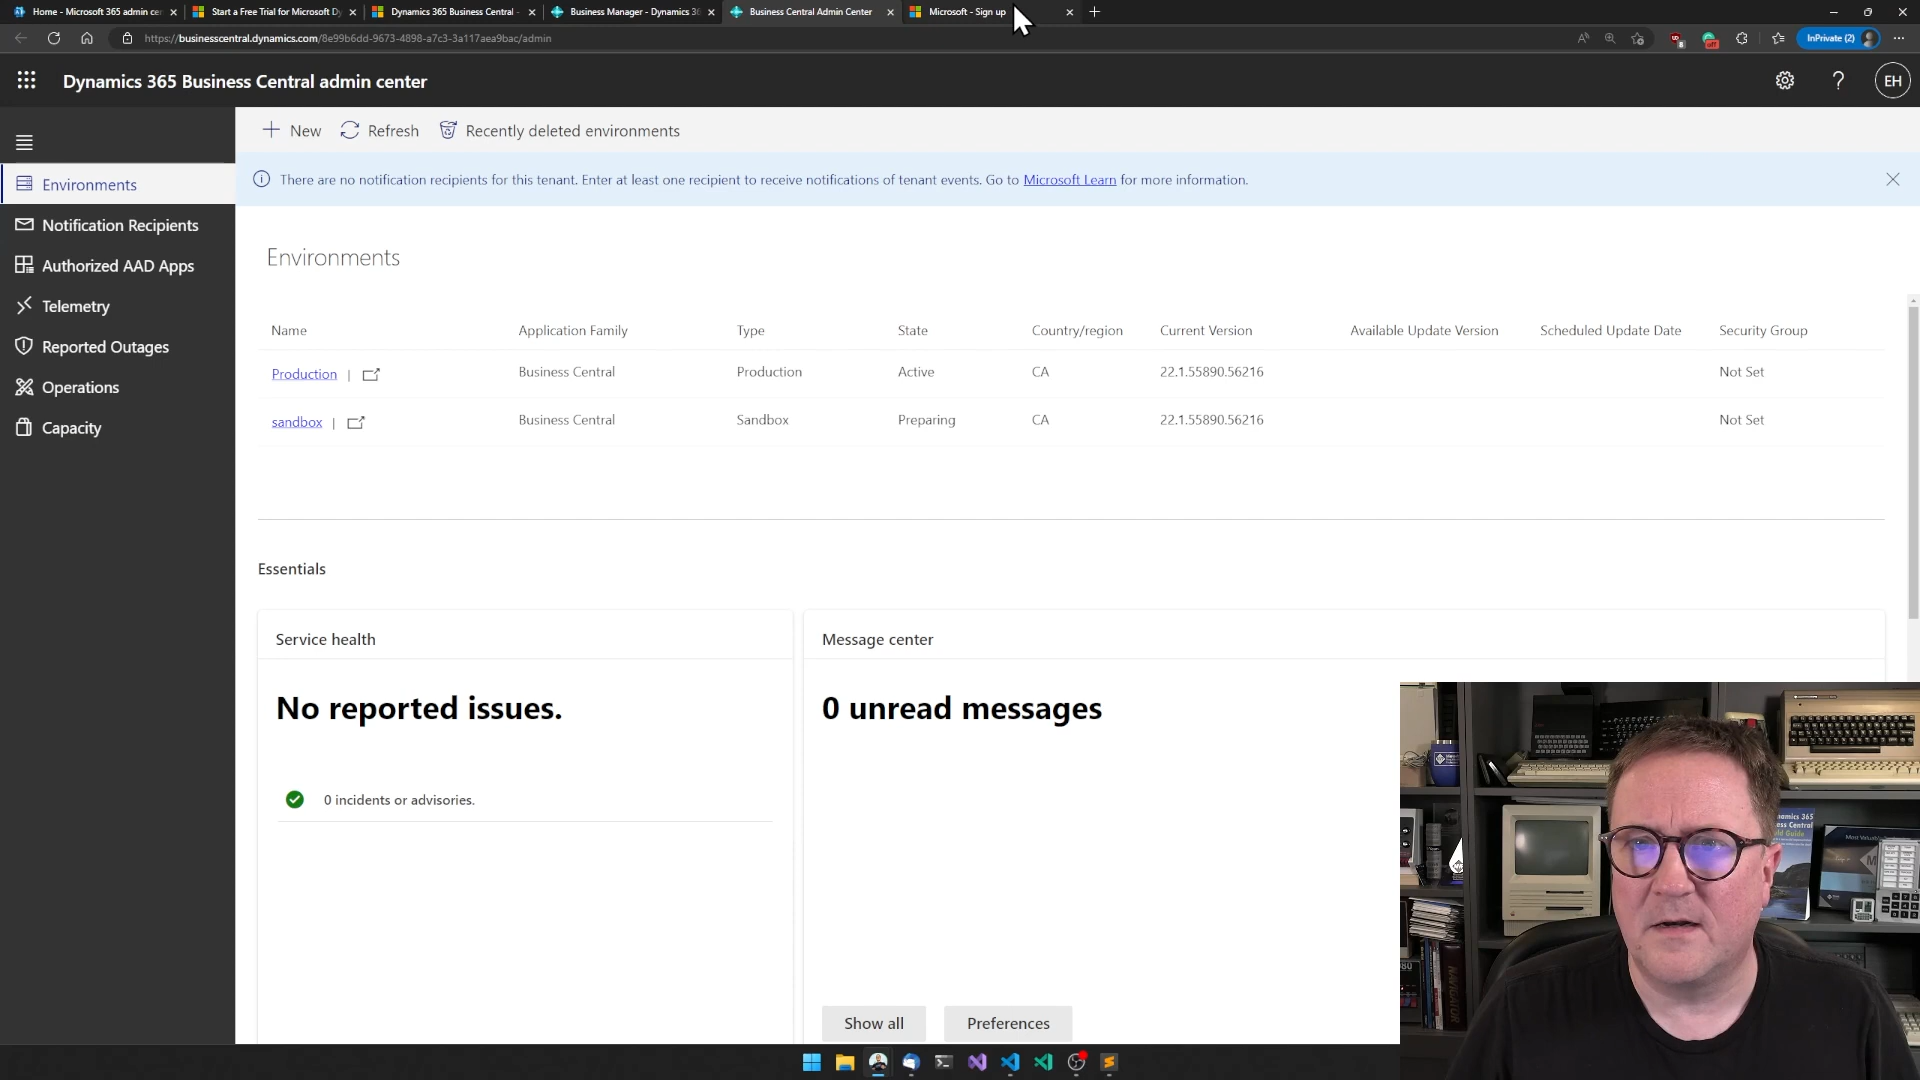 Home - Microsoft 365 admin cen
Start a Free Trial for Microsoft Dy
Dynamics 365 Business Central -
Business Manager - Dynamics 36
Business Central Admin Center
Microsoft - Sign up
https://businesscentral.dynamics.com/8e99b6dd-9673-4898-a7c3-3a117aea9bac/admin
InPrivate (2)
Dynamics 365 Business Central admin center
EH
New
Refresh
Recently deleted environments
There are no notification recipients for this tenant. Enter at least one recipient to receive notifications of tenant events. Go to Microsoft Learn for more information.
Environments
Notification Recipients
Authorized AAD Apps
Telemetry
Reported Outages
Operations
Capacity
Environments
Name Application Family Type State Country/region Current Version Available Update Version Scheduled Update Date Security Group
Production | Business Central Production Active CA 22.1.55890.56216 Not Set
sandbox | Business Central Sandbox Preparing CA 22.1.55890.56216 Not Set
Essentials
Service health
No reported issues.
0 incidents or advisories.
Message center
0 unread messages
Show all
Preferences